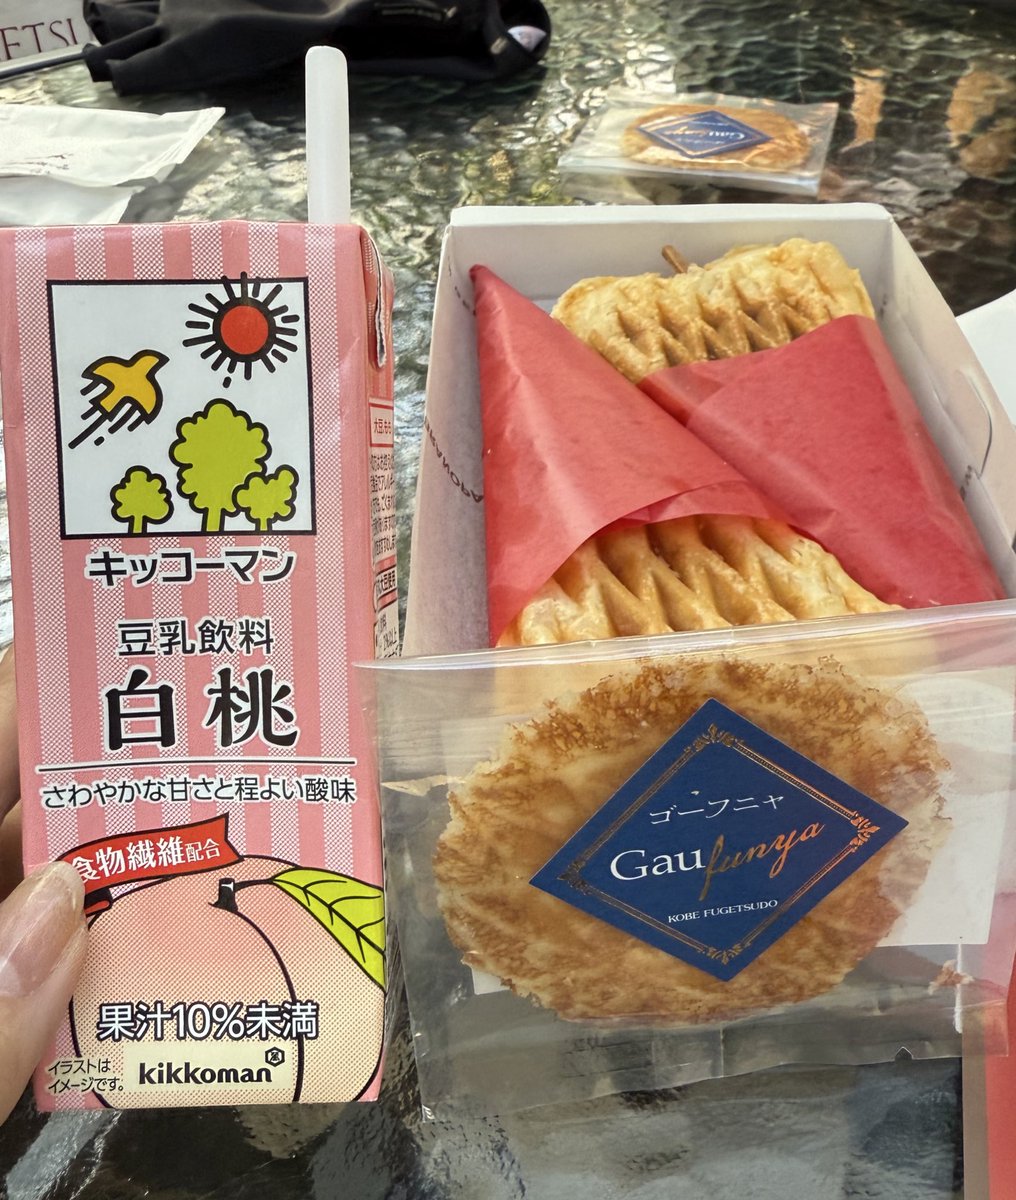 キッコーマン
豆乳飲料
白桃
さわやかな甘さと程よい酸味
食物繊維配合
果汁10%未満
イラストは
イメージです。
kikkoman
ゴーフニャ
Gaufunya
KOBE FUGETSUDO